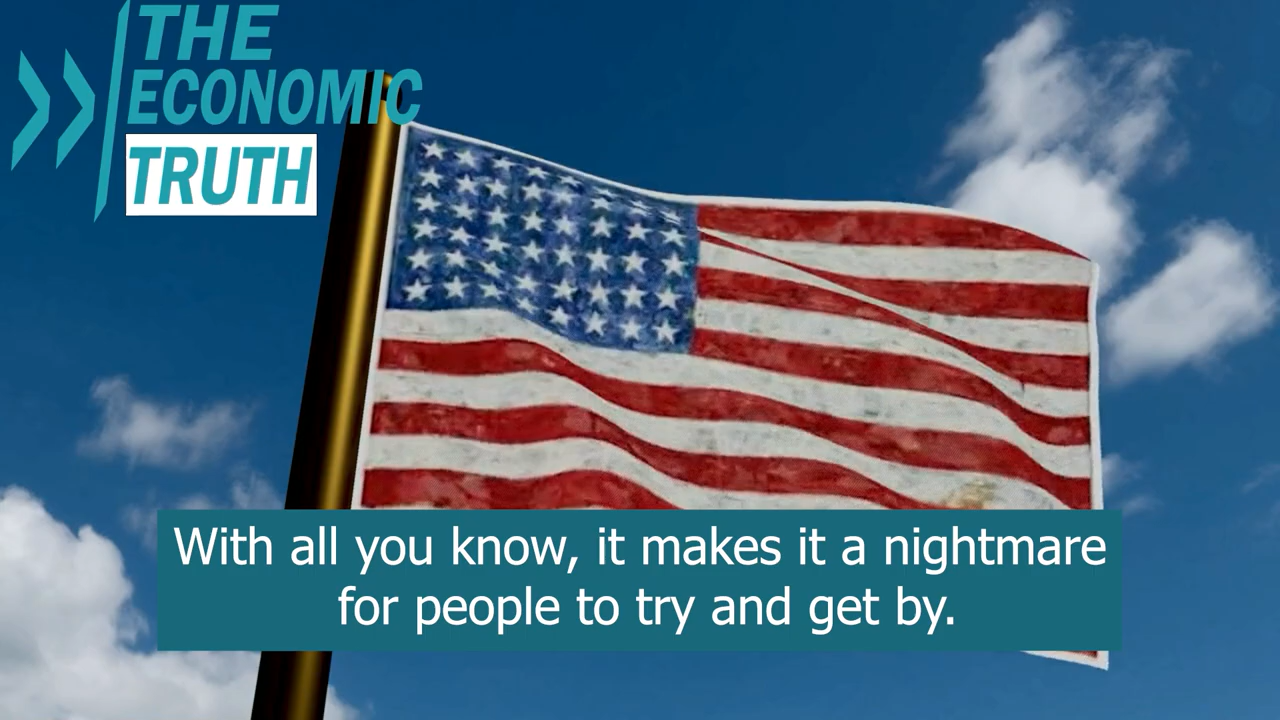 THE
ECONOMIC
TRUTH
With all you know, it makes it a nightmare
for people to try and get by.